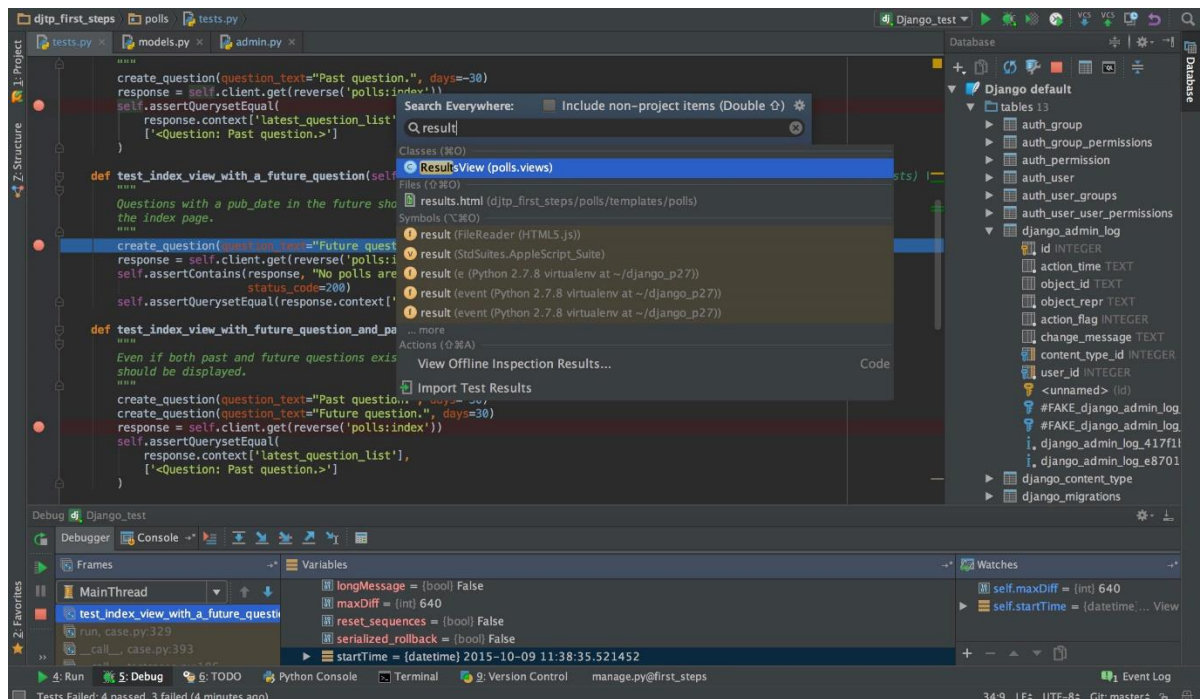 djtp_first_steps polls tests.py
Django_test
tests.py models.py admin.py
1: Project
Z: Structure
2: Favorites
"""
create_question(question_text="Past question.", days=-30)
response = self.client.get(reverse('polls:index'))
self.assertQuerysetEqual(
response.context['latest_question_list'
['<Question: Past question.>']
)
def test_index_view_with_a_future_question(self
"""
Questions with a pub_date in the future sho
the index page.
"""
create_question(question_text="Future quest
response = self.client.get(reverse('polls:i
self.assertContains(response, "No polls are
status_code=200)
self.assertQuerysetEqual(response.context['
def test_index_view_with_future_question_and_pa
"""
Even if both past and future questions exis
should be displayed.
"""
create_question(question_text="Past question.", days=-30)
create_question(question_text="Future question.", days=30)
response = self.client.get(reverse('polls:index'))
self.assertQuerysetEqual(
response.context['latest_question_list'],
['<Question: Past question.>']
)
Search Everywhere: Include non-project items (Double ⇧)
result
Classes (⌘O)
ResultsView (polls.views)
Files (⇧⌘O)
results.html (djtp_first_steps/polls/templates/polls)
Symbols (⌥⌘O)
result (FileReader (HTML5.js))
result (StdSuites.AppleScript_Suite)
result (e (Python 2.7.8 virtualenv at ~/django_p27))
result (event (Python 2.7.8 virtualenv at ~/django_p27))
result (event (Python 2.7.8 virtualenv at ~/django_p27))
... more
Actions (⇧⌘A)
View Offline Inspection Results... Code
Import Test Results
Database
Database
Django default
tables 13
auth_group
auth_group_permissions
auth_permission
auth_user
auth_user_groups
auth_user_user_permissions
django_admin_log
id INTEGER
action_time TEXT
object_id TEXT
object_repr TEXT
action_flag INTEGER
change_message TEXT
content_type_id INTEGER
user_id INTEGER
<unnamed> (id)
#FAKE_django_admin_log_
#FAKE_django_admin_log_
django_admin_log_417f1
django_admin_log_e8701
django_content_type
django_migrations
Debug Django_test
Debugger Console
Frames
MainThread
test_index_view_with_a_future_questi
run, case.py:329
__call__, case.py:393
Variables
longMessage = {bool} False
maxDiff = {int} 640
reset_sequences = {bool} False
serialized_rollback = {bool} False
startTime = {datetime} 2015-10-09 11:38:35.521452
Watches
self.maxDiff = {int} 640
self.startTime = {datetime}... View
4: Run 5: Debug 6: TODO Python Console Terminal 9: Version Control manage.py@first_steps 1 Event Log
Tests Failed: 4 passed, 3 failed (4 minutes ago) 34:9 LF UTF-8 Git: master